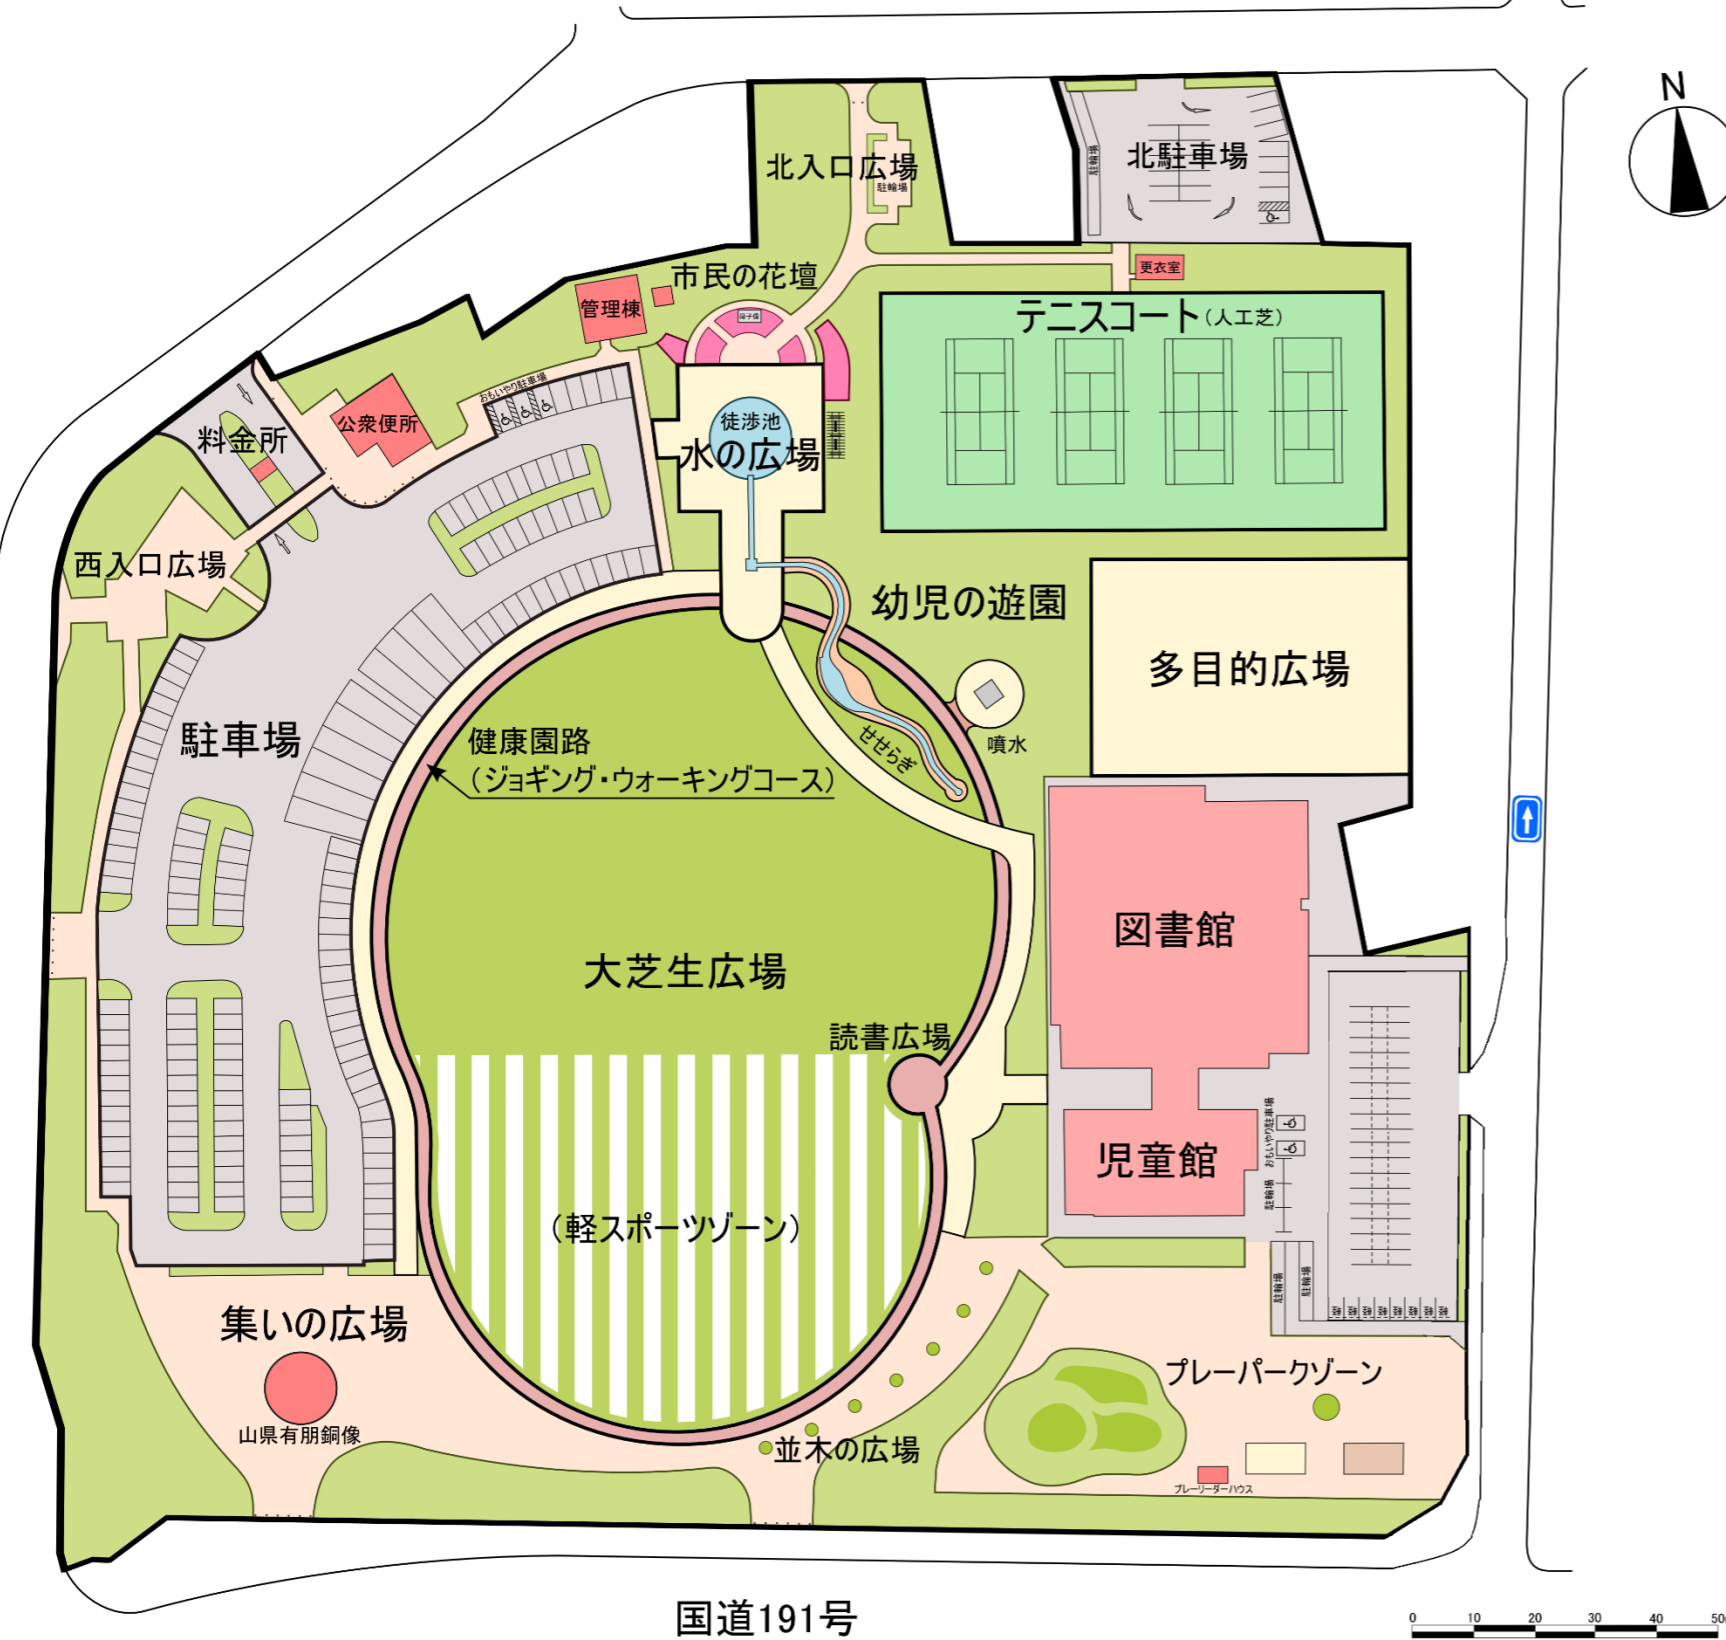 N
北入口広場
駐輪場
北駐車場
駐輪場
更衣室
市民の花壇
管理棟
母子像
テニスコート(人工芝)
おもいやり駐車場
公衆便所
料金所
徒渉池
水の広場
西入口広場
幼児の遊園
多目的広場
駐車場
健康園路
(ジョギング・ウォーキングコース)
せせらぎ
噴水
図書館
大芝生広場
読書広場
児童館
おもいやり駐車場
駐輪場
(軽スポーツゾーン)
駐輪場
駐輪場
集いの広場
山県有朋銅像
並木の広場
プレーパークゾーン
プレーリーダーハウス
国道191号
0 10 20 30 40 50